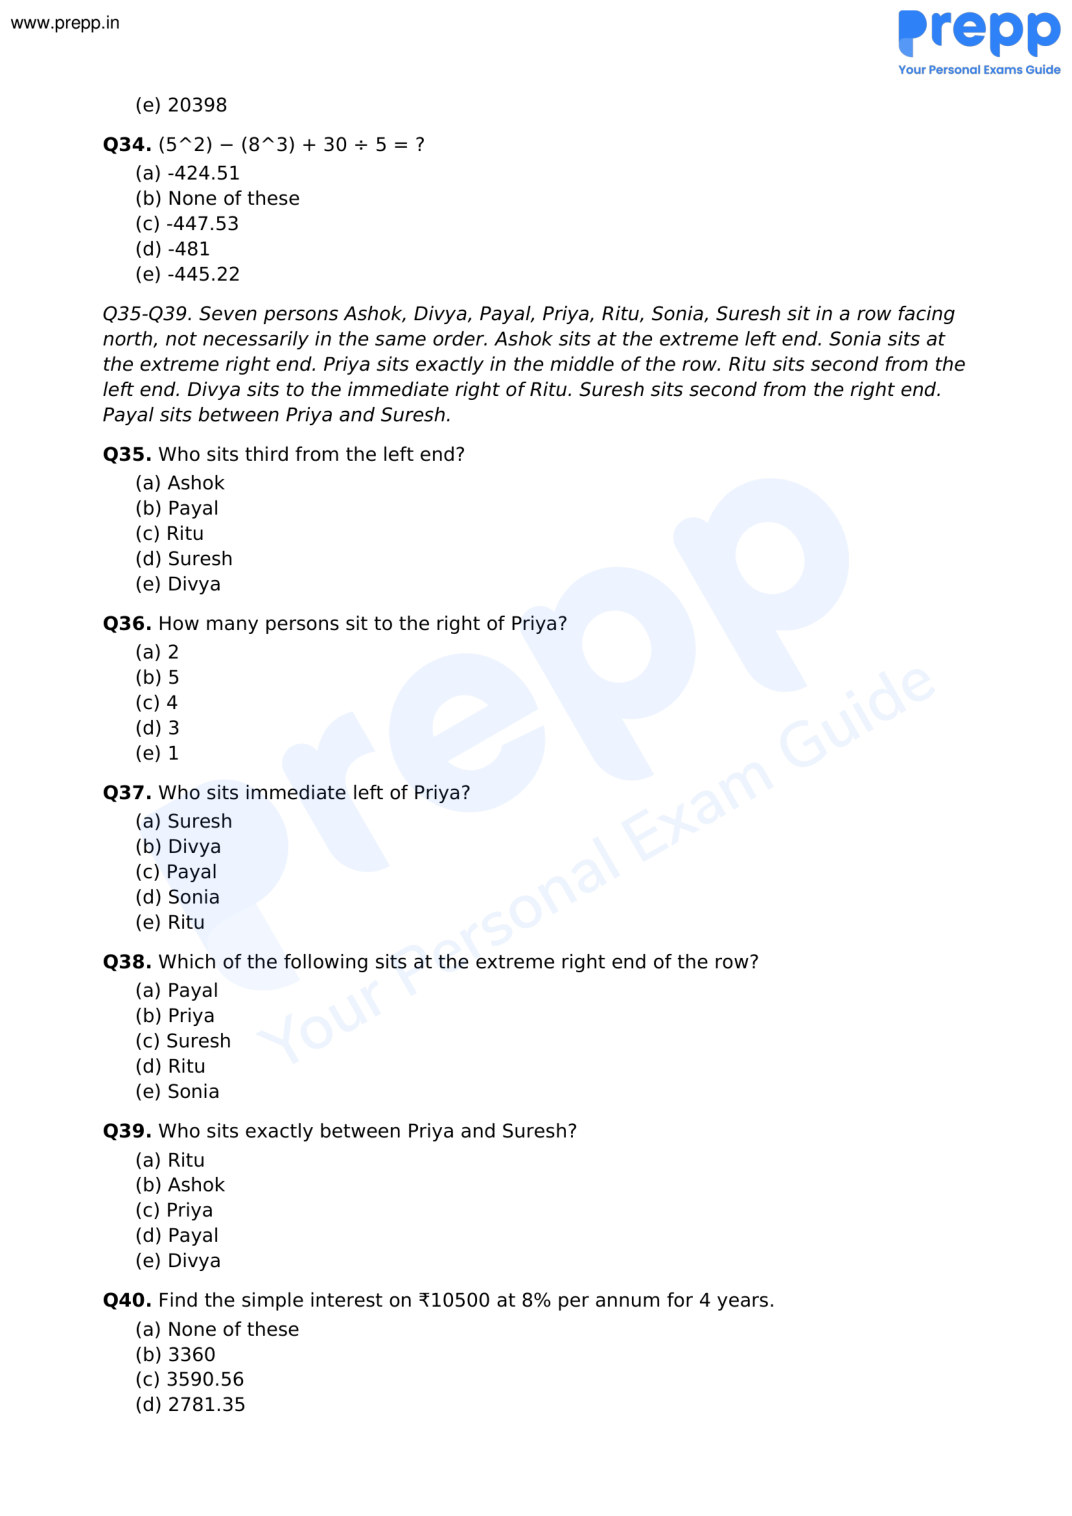 www.prepp.in
Prepp
Your Personal Exams Guide
(e) 20398
Q34. (5^2) − (8^3) + 30 ÷ 5 = ?
(a) -424.51
(b) None of these
(c) -447.53
(d) -481
(e) -445.22
Q35-Q39. Seven persons Ashok, Divya, Payal, Priya, Ritu, Sonia, Suresh sit in a row facing
north, not necessarily in the same order. Ashok sits at the extreme left end. Sonia sits at
the extreme right end. Priya sits exactly in the middle of the row. Ritu sits second from the
left end. Divya sits to the immediate right of Ritu. Suresh sits second from the right end.
Payal sits between Priya and Suresh.
Q35. Who sits third from the left end?
(a) Ashok
(b) Payal
(c) Ritu
(d) Suresh
(e) Divya
Q36. How many persons sit to the right of Priya?
(a) 2
(b) 5
(c) 4
(d) 3
(e) 1
Q37. Who sits immediate left of Priya?
(a) Suresh
(b) Divya
(c) Payal
(d) Sonia
(e) Ritu
Q38. Which of the following sits at the extreme right end of the row?
(a) Payal
(b) Priya
(c) Suresh
(d) Ritu
(e) Sonia
Q39. Who sits exactly between Priya and Suresh?
(a) Ritu
(b) Ashok
(c) Priya
(d) Payal
(e) Divya
Q40. Find the simple interest on ₹10500 at 8% per annum for 4 years.
(a) None of these
(b) 3360
(c) 3590.56
(d) 2781.35
Prepp
Your Personal Exam Guide